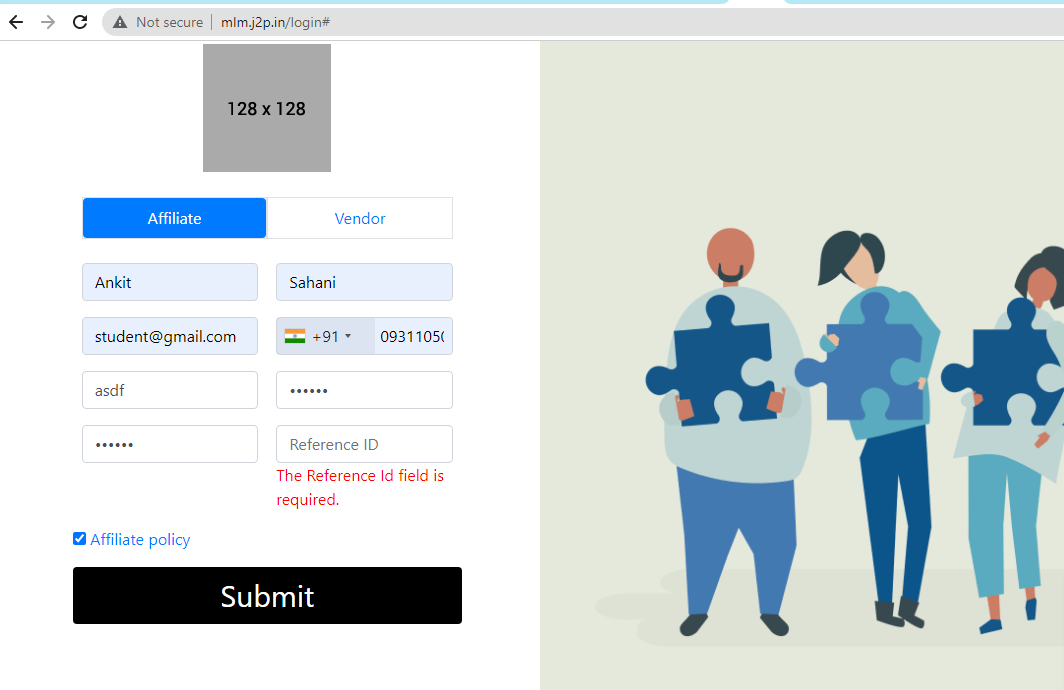 Not secure | mlm.j2p.in/login#
128 x 128
Affiliate Vendor
Ankit Sahani
student@gmail.com +91 0931105
asdf ••••••
•••••• Reference ID
The Reference Id field is
required.
Affiliate policy
Submit